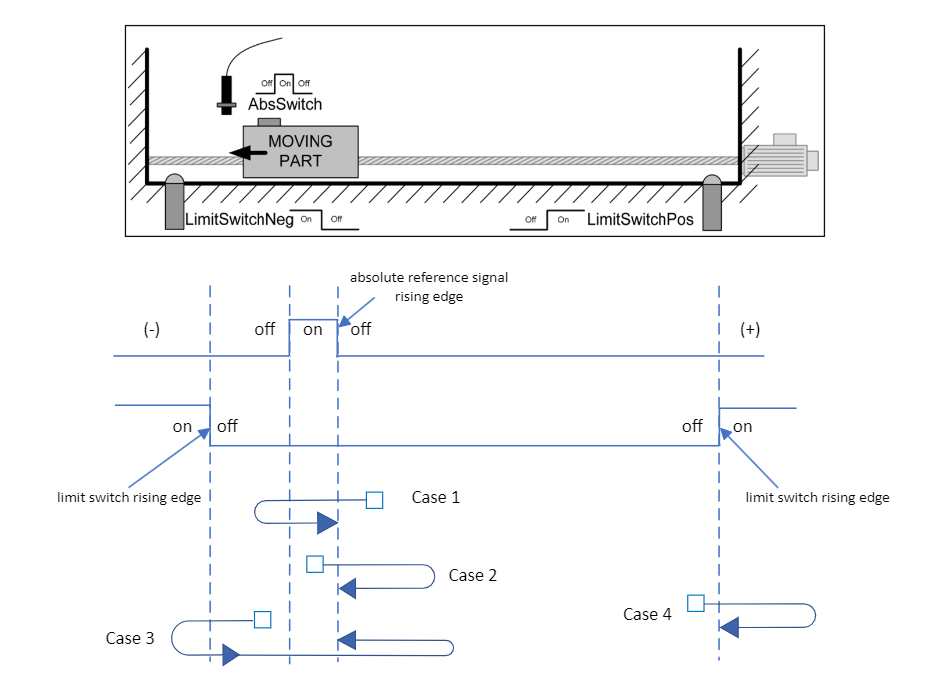 Off On Off
AbsSwitch
MOVING
PART
LimitSwitchNeg On Off
Off On LimitSwitchPos
absolute reference signal
rising edge
(-) off on off (+)
on off off on
limit switch rising edge limit switch rising edge
Case 1
Case 2
Case 4
Case 3